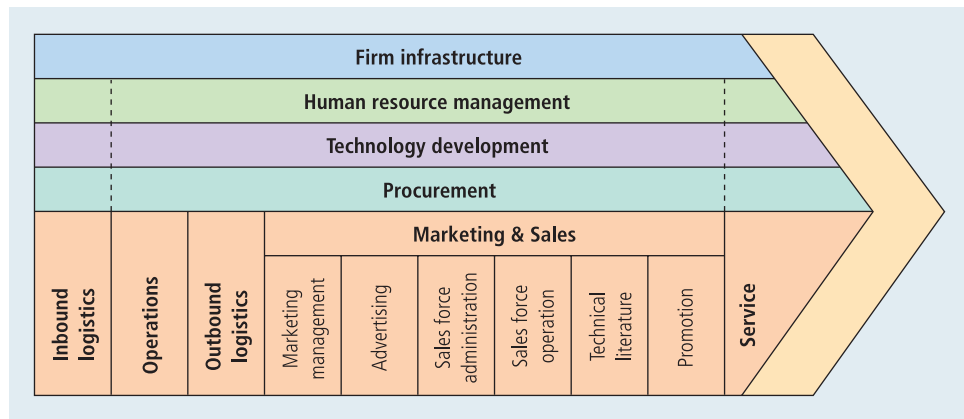 Firm infrastructure
Human resource management
Technology development
Procurement
Marketing & Sales
Inbound
logistics
Operations
Outbound
logistics
Marketing
management
Advertising
Sales force
administration
Sales force
operation
Technical
literature
Promotion
Service